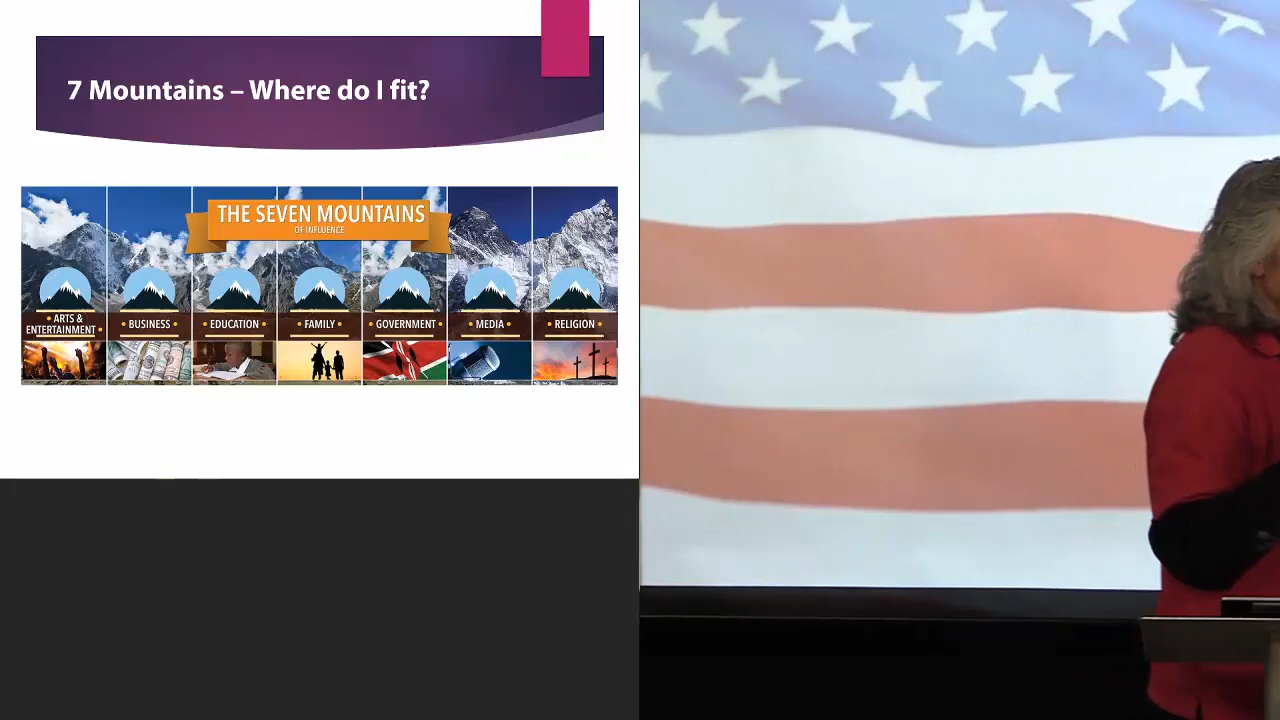 7 Mountains – Where do I fit?
THE SEVEN MOUNTAINS
OF INFLUENCE
• ARTS &
ENTERTAINMENT •
• BUSINESS •
• EDUCATION •
• FAMILY •
• GOVERNMENT •
• MEDIA •
• RELIGION •